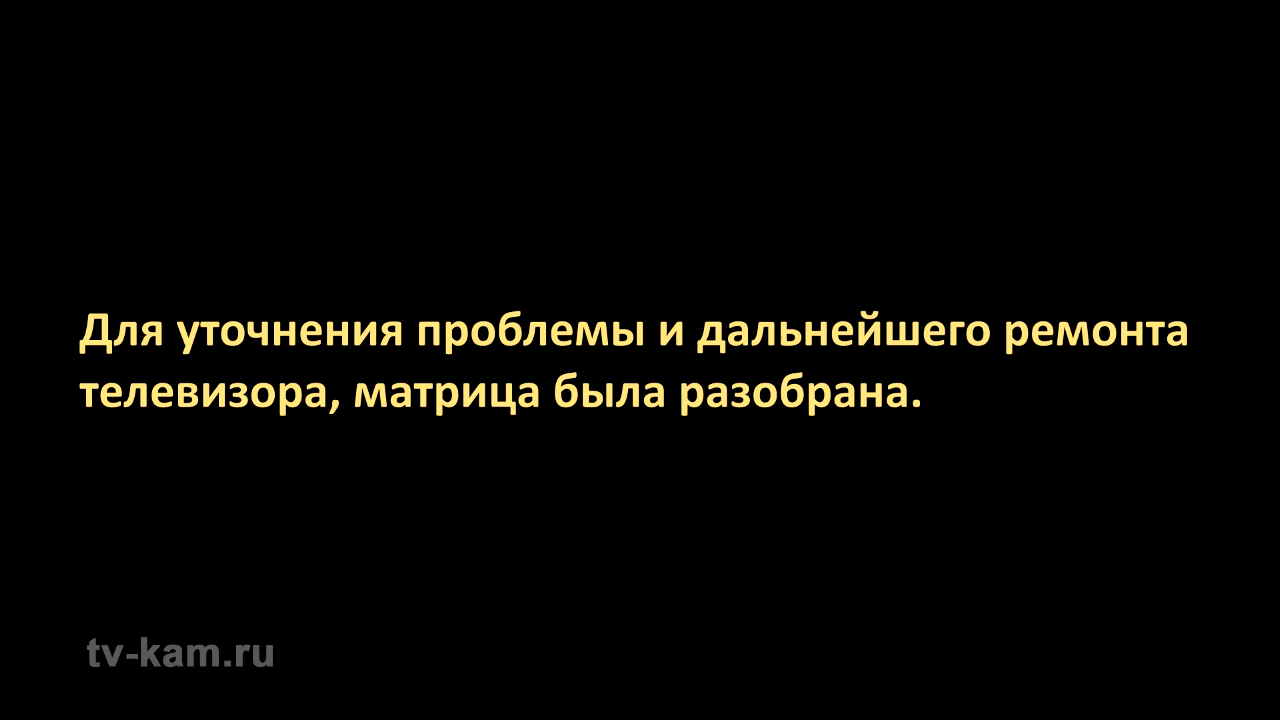 Для уточнения проблемы и дальнейшего ремонта
телевизора, матрица была разобрана.
tv-kam.ru